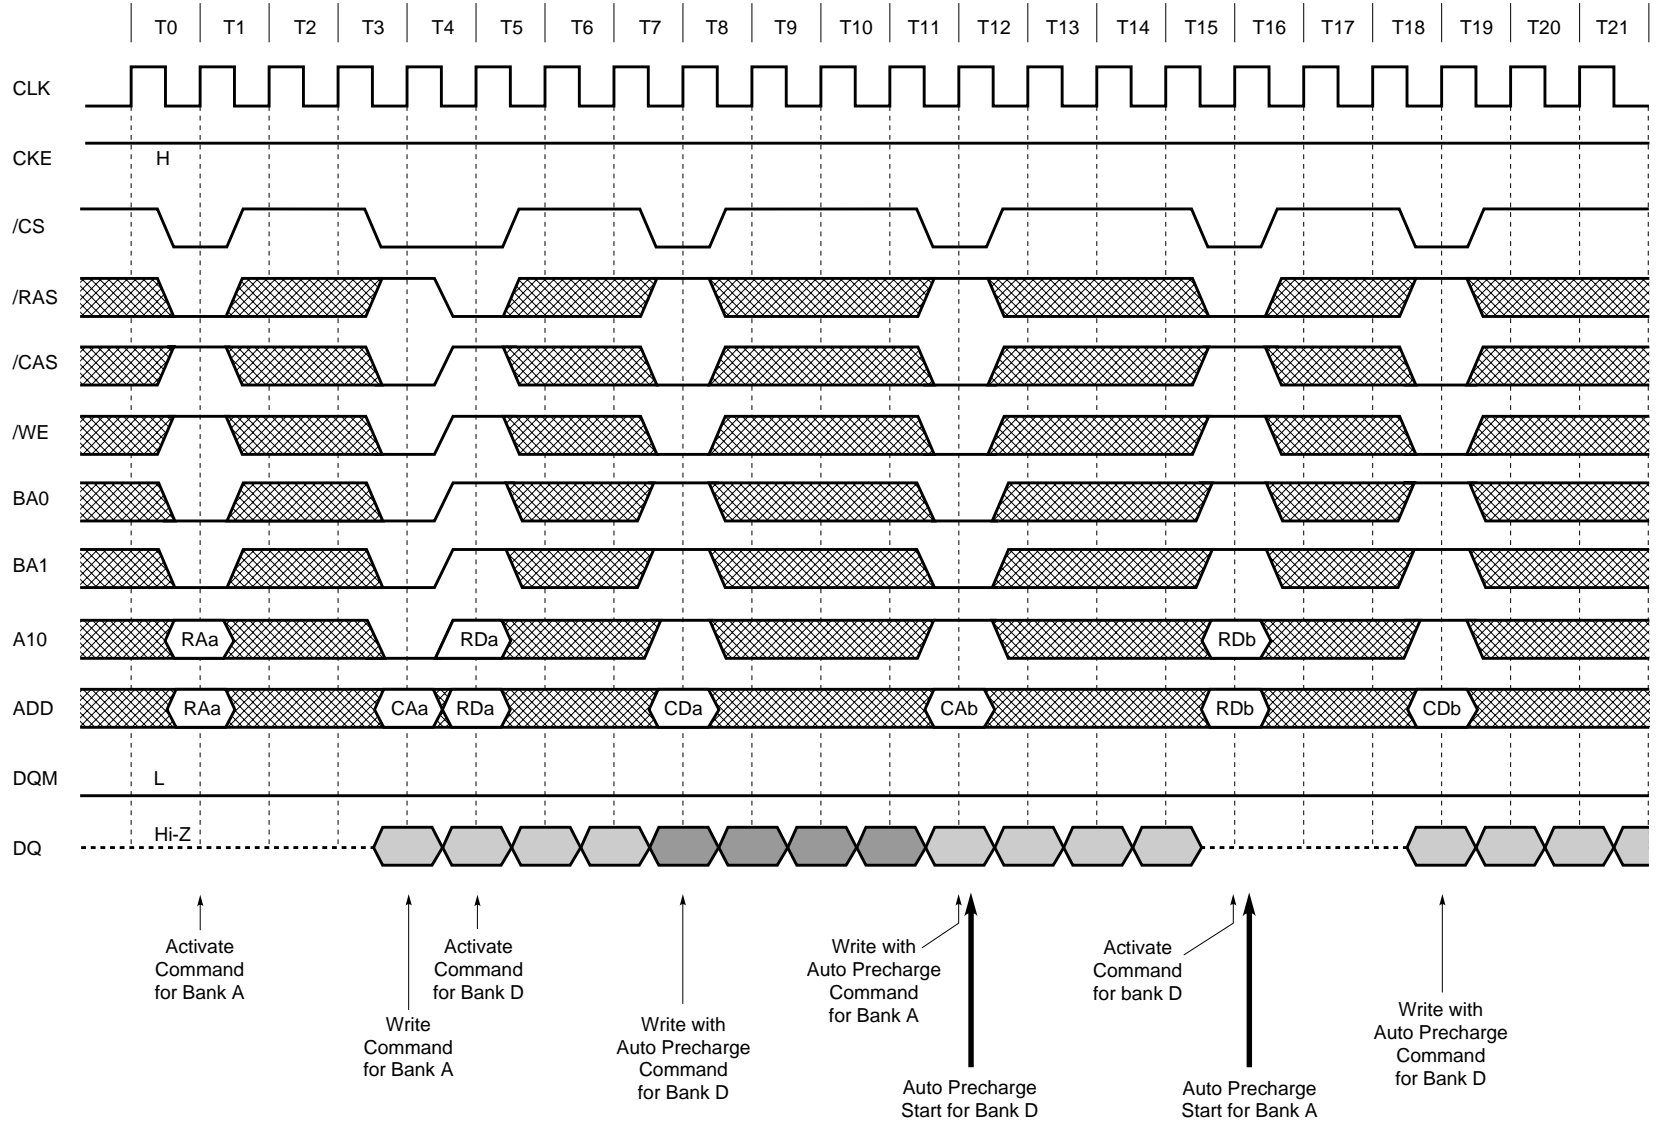 T0 T1 T2 T3 T4 T5 T6 T7 T8 T9 T10 T11 T12 T13 T14 T15 T16 T17 T18 T19 T20 T21
CLK
CKE H
/CS
/RAS
/CAS
/WE
BA0
BA1
A10 RAa RDa RDb
ADD RAa CAa RDa CDa CAb RDb CDb
DQM L
DQ Hi-Z
Activate
Command
for Bank A
Write
Command
for Bank A
Activate
Command
for Bank D
Write with
Auto Precharge
Command
for Bank D
Write with
Auto Precharge
Command
for Bank A
Auto Precharge
Start for Bank D
Activate
Command
for bank D
Auto Precharge
Start for Bank A
Write with
Auto Precharge
Command
for Bank D